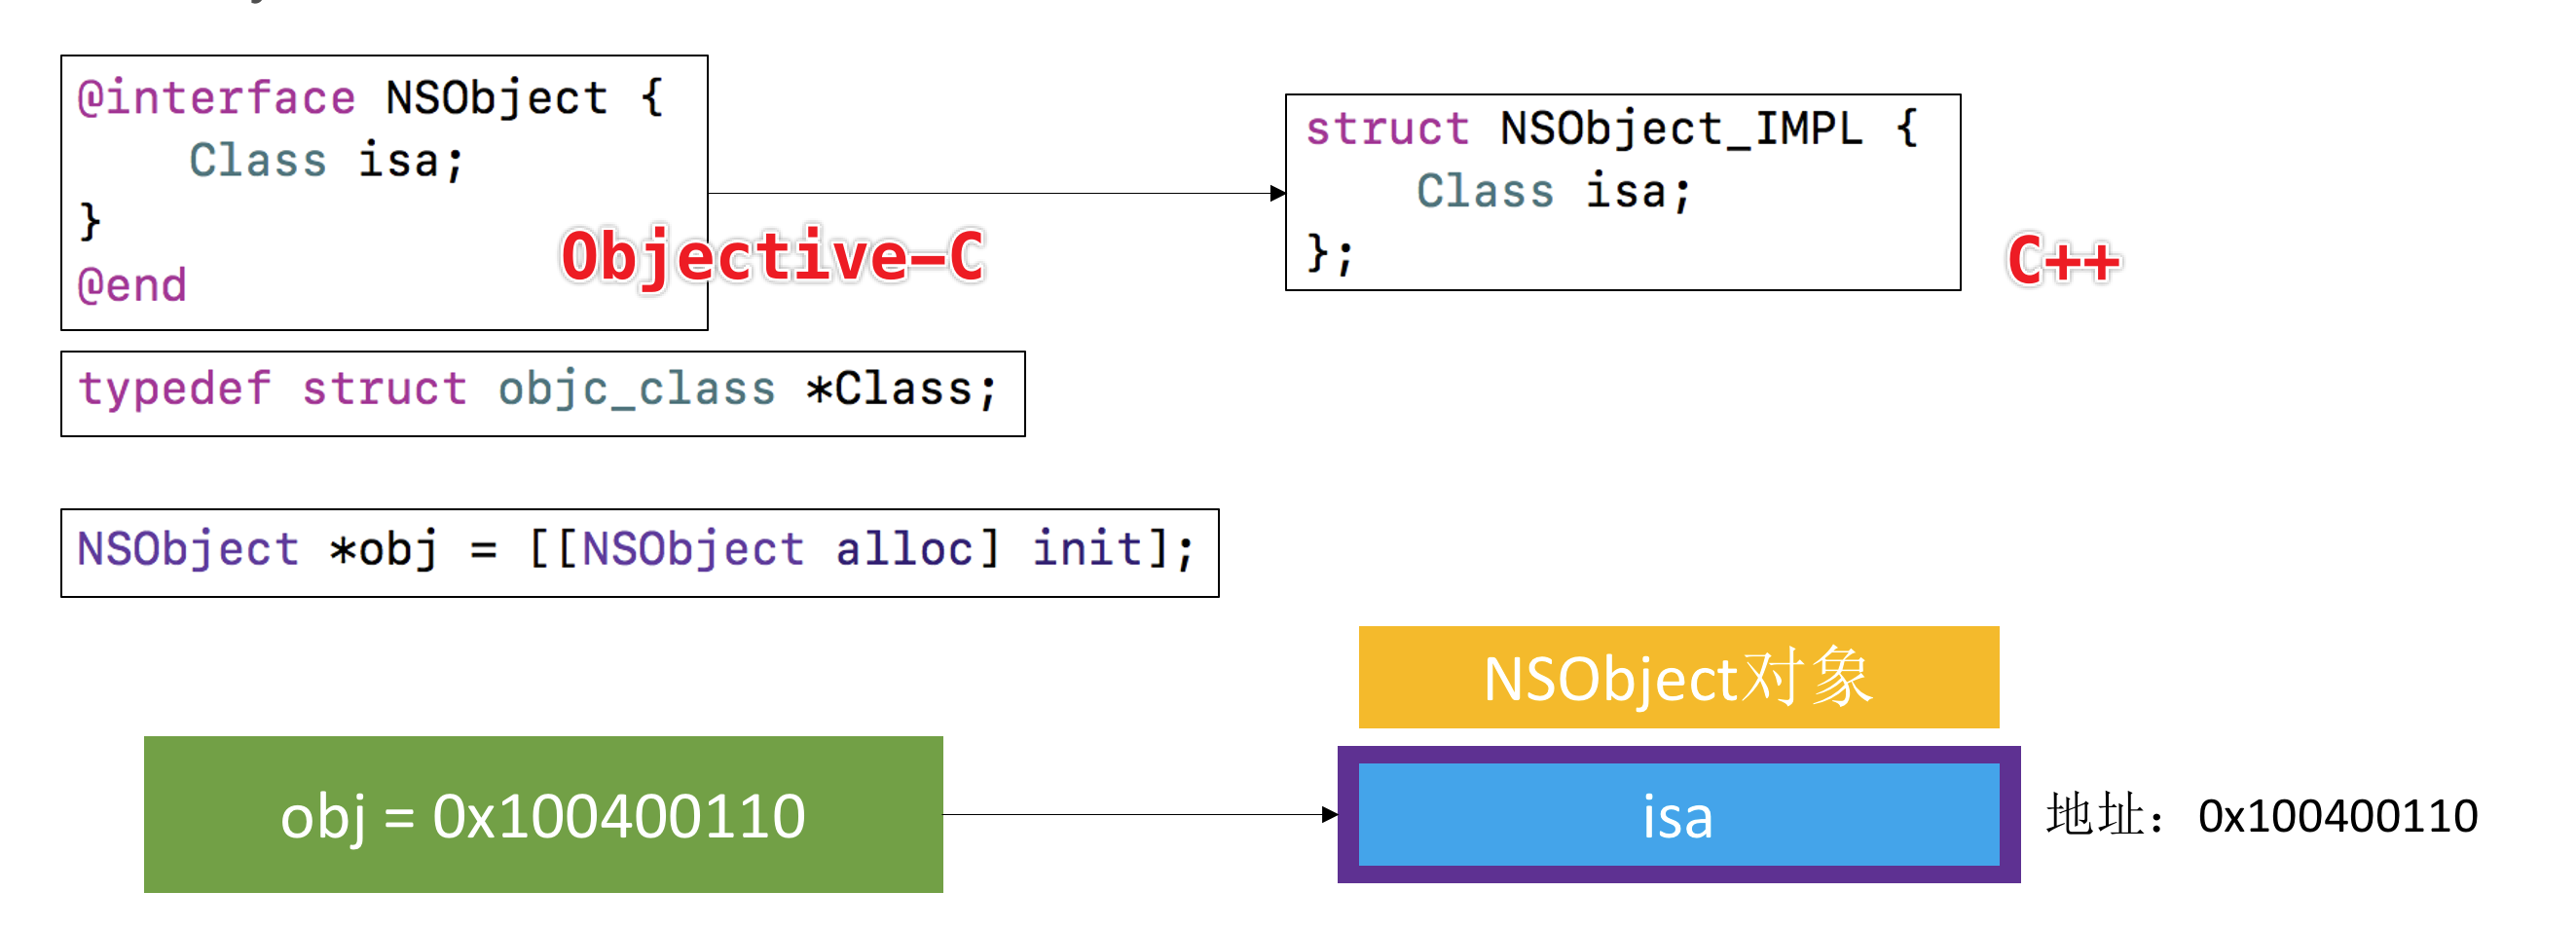 @interface NSObject {
    Class isa;
}
@end
Objective-C
struct NSObject_IMPL {
    Class isa;
};
C++
typedef struct objc_class *Class;
NSObject *obj = [[NSObject alloc] init];
NSObject对象
obj = 0x100400110
isa
地址：0x100400110